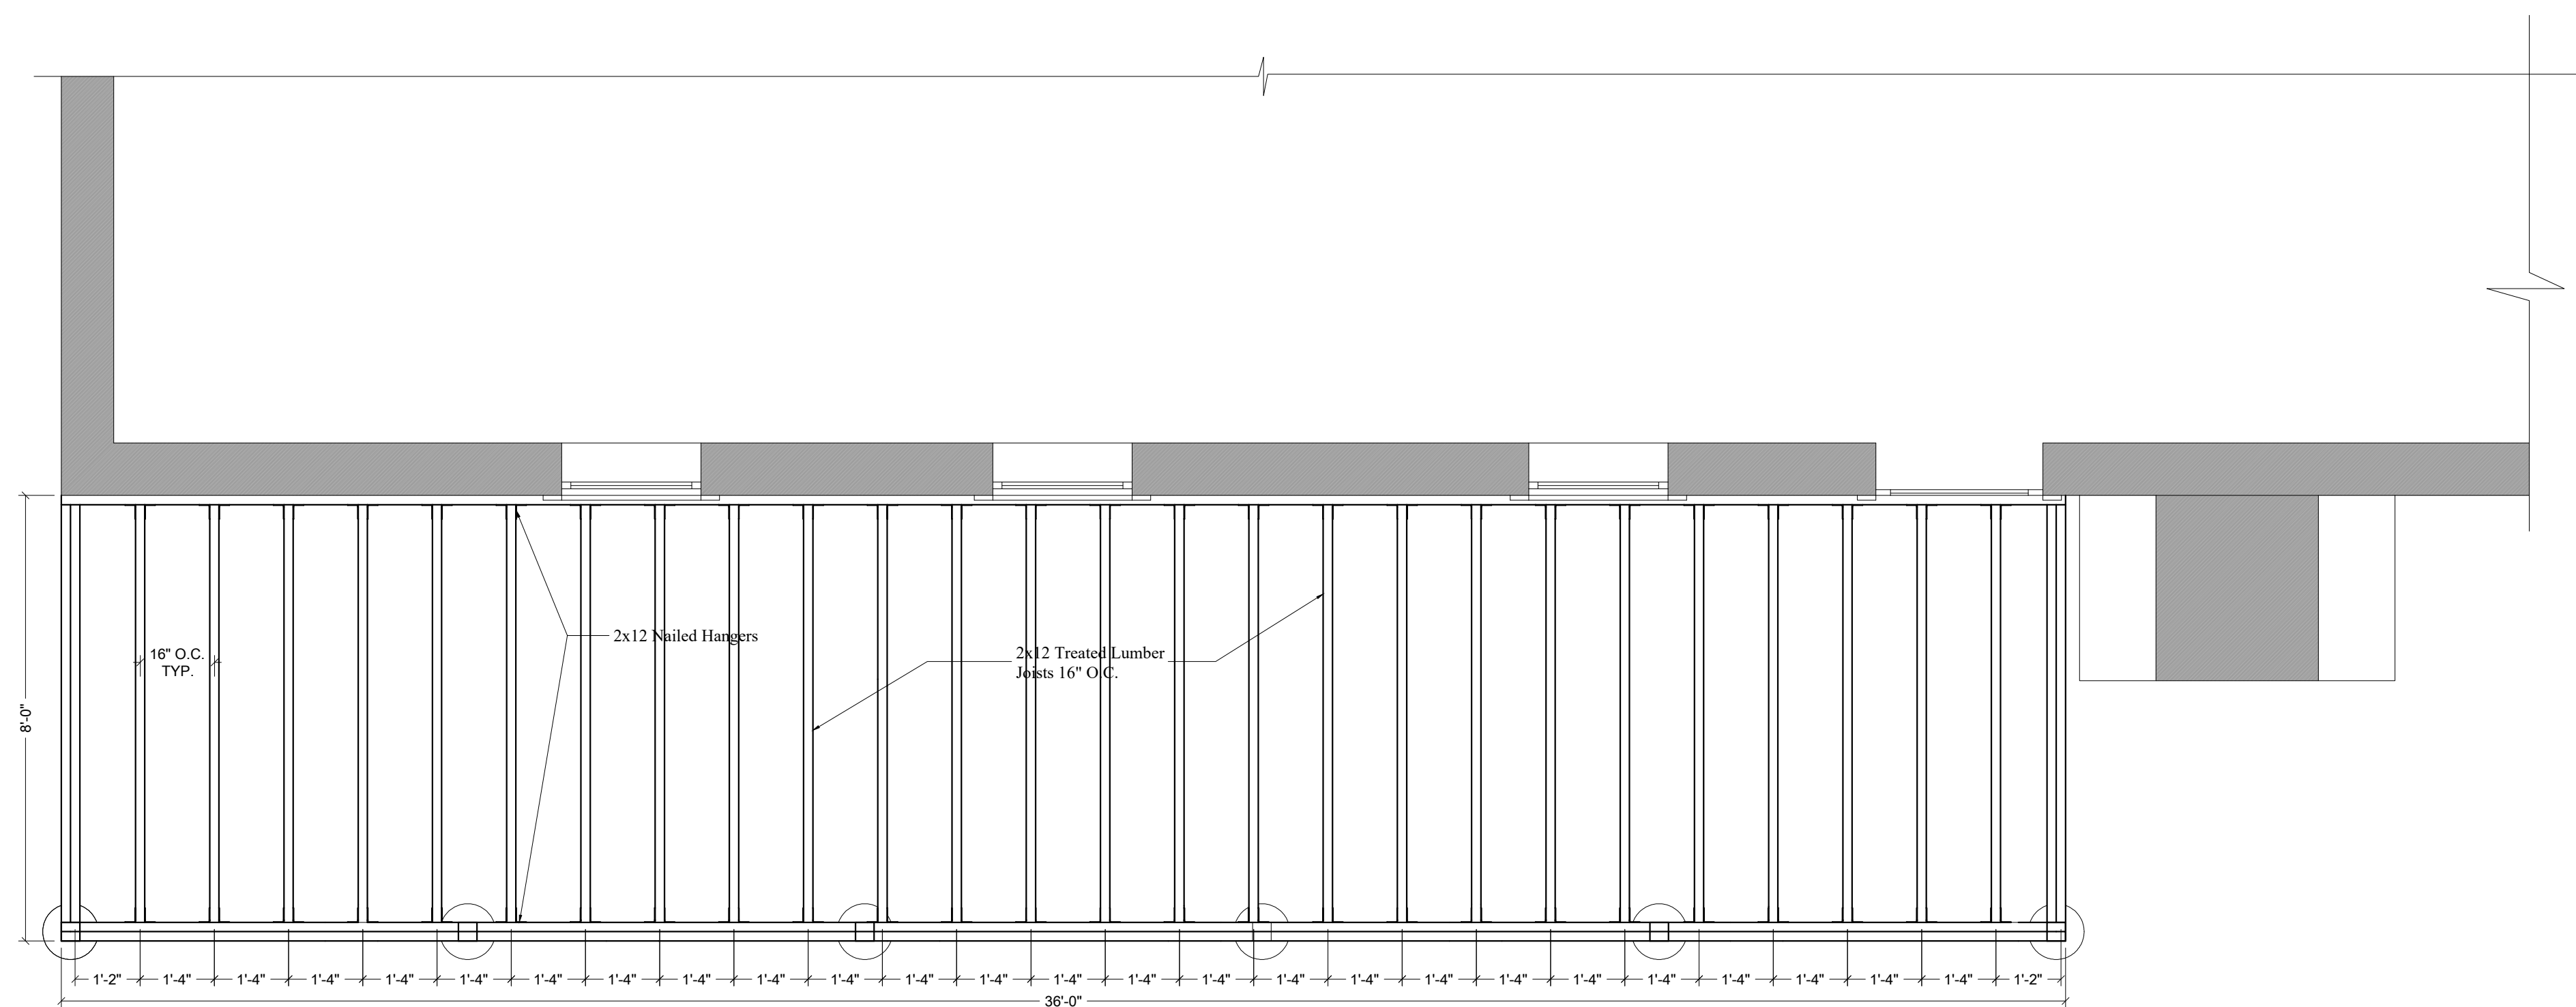 2x12 Nailed Hangers
16" O.C.
TYP.
2x12 Treated Lumber
Joists 16" O.C.
8'-0"
1'-2" 1'-4" 1'-4" 1'-4" 1'-4" 1'-4" 1'-4" 1'-4" 1'-4" 1'-4" 1'-4" 1'-4" 1'-4" 1'-4" 1'-4" 1'-4" 1'-4" 1'-4" 1'-4" 1'-4" 1'-4" 1'-4" 1'-4" 1'-4" 1'-4" 1'-4" 1'-2"
36'-0"